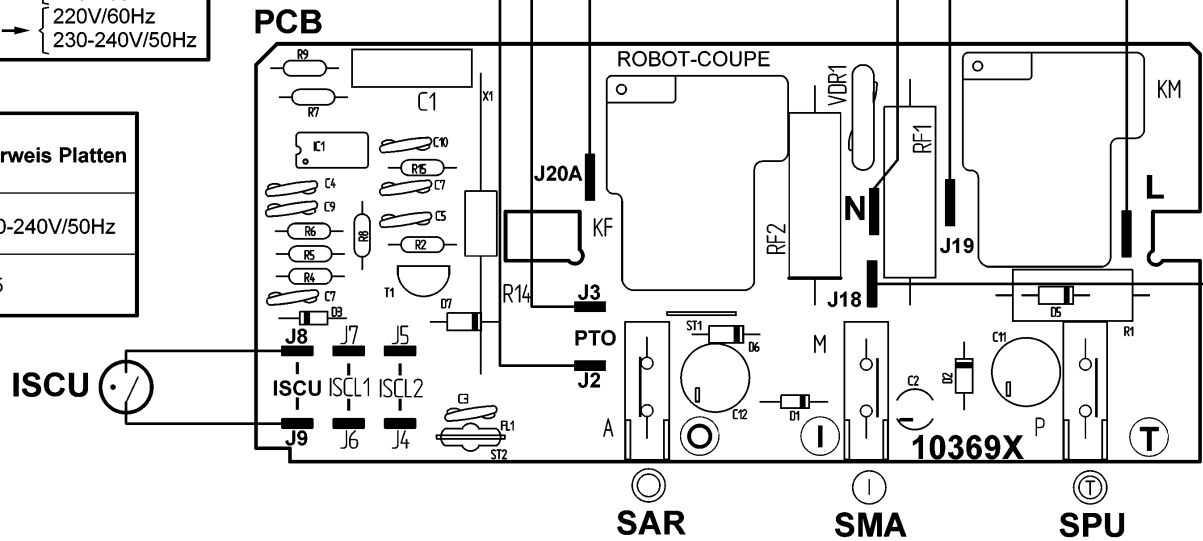 220V/60Hz
230-240V/50Hz
PCB
rweis Platten
0-240V/50Hz
R9
R7
C1
X1
IC1
C10
R15
C7
C4
C9
C5
R6
R8
R5
R2
R4
C7
T1
D3
D7
R14
ROBOT-COUPE
VDR1
RF1
KM
J20A
KF
RF2
N
J19
L
J3
J18
PTO
J2
ST1
D6
M
D5
R1
J8
J7
J5
ISCU
ISCU
ISCL1
ISCL2
J9
J6
J4
C3
FL1
ST2
A
C12
O
D1
I
C2
D2
C11
10369X
P
T
I
T
SAR
SMA
SPU